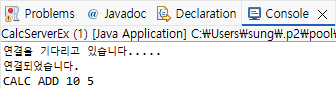 Problems @ Javadoc Declaration Console
CalcServerEx (1) [Java Application] C:\Users\sung\.p2\pool\
연결을 기다리고 있습니다.....
연결되었습니다.
CALC ADD 10 5